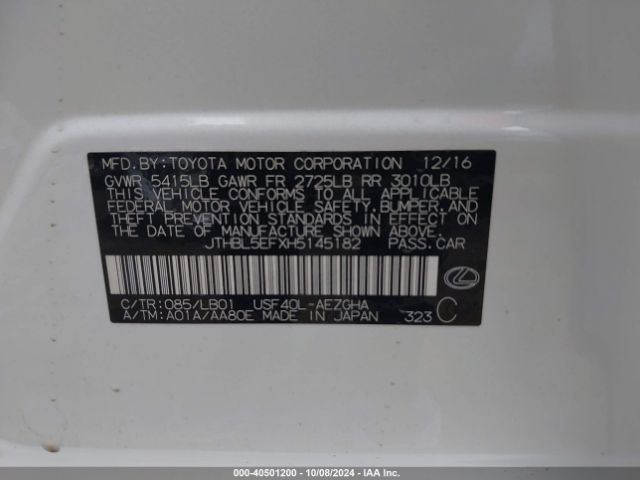 MFD. BY: TOYOTA MOTOR CORPORATION 12/16
GVWR 5415LB GAWR FR 2725LB RR 3010LB
THIS VEHICLE CONFORMS TO ALL APPLICABLE
FEDERAL MOTOR VEHICLE SAFETY, BUMPER, AND
THEFT PREVENTION STANDARDS IN EFFECT ON
THE DATE OF MANUFACTURE SHOWN ABOVE.
JTHBL5EFXH5145182 PASS. CAR
C/TR: 085/LB01 USF40L-AEZGHA
A/TM: A01A/AA80E MADE IN JAPAN 323 C
000-40501200 - 10/08/2024 - IAA Inc.